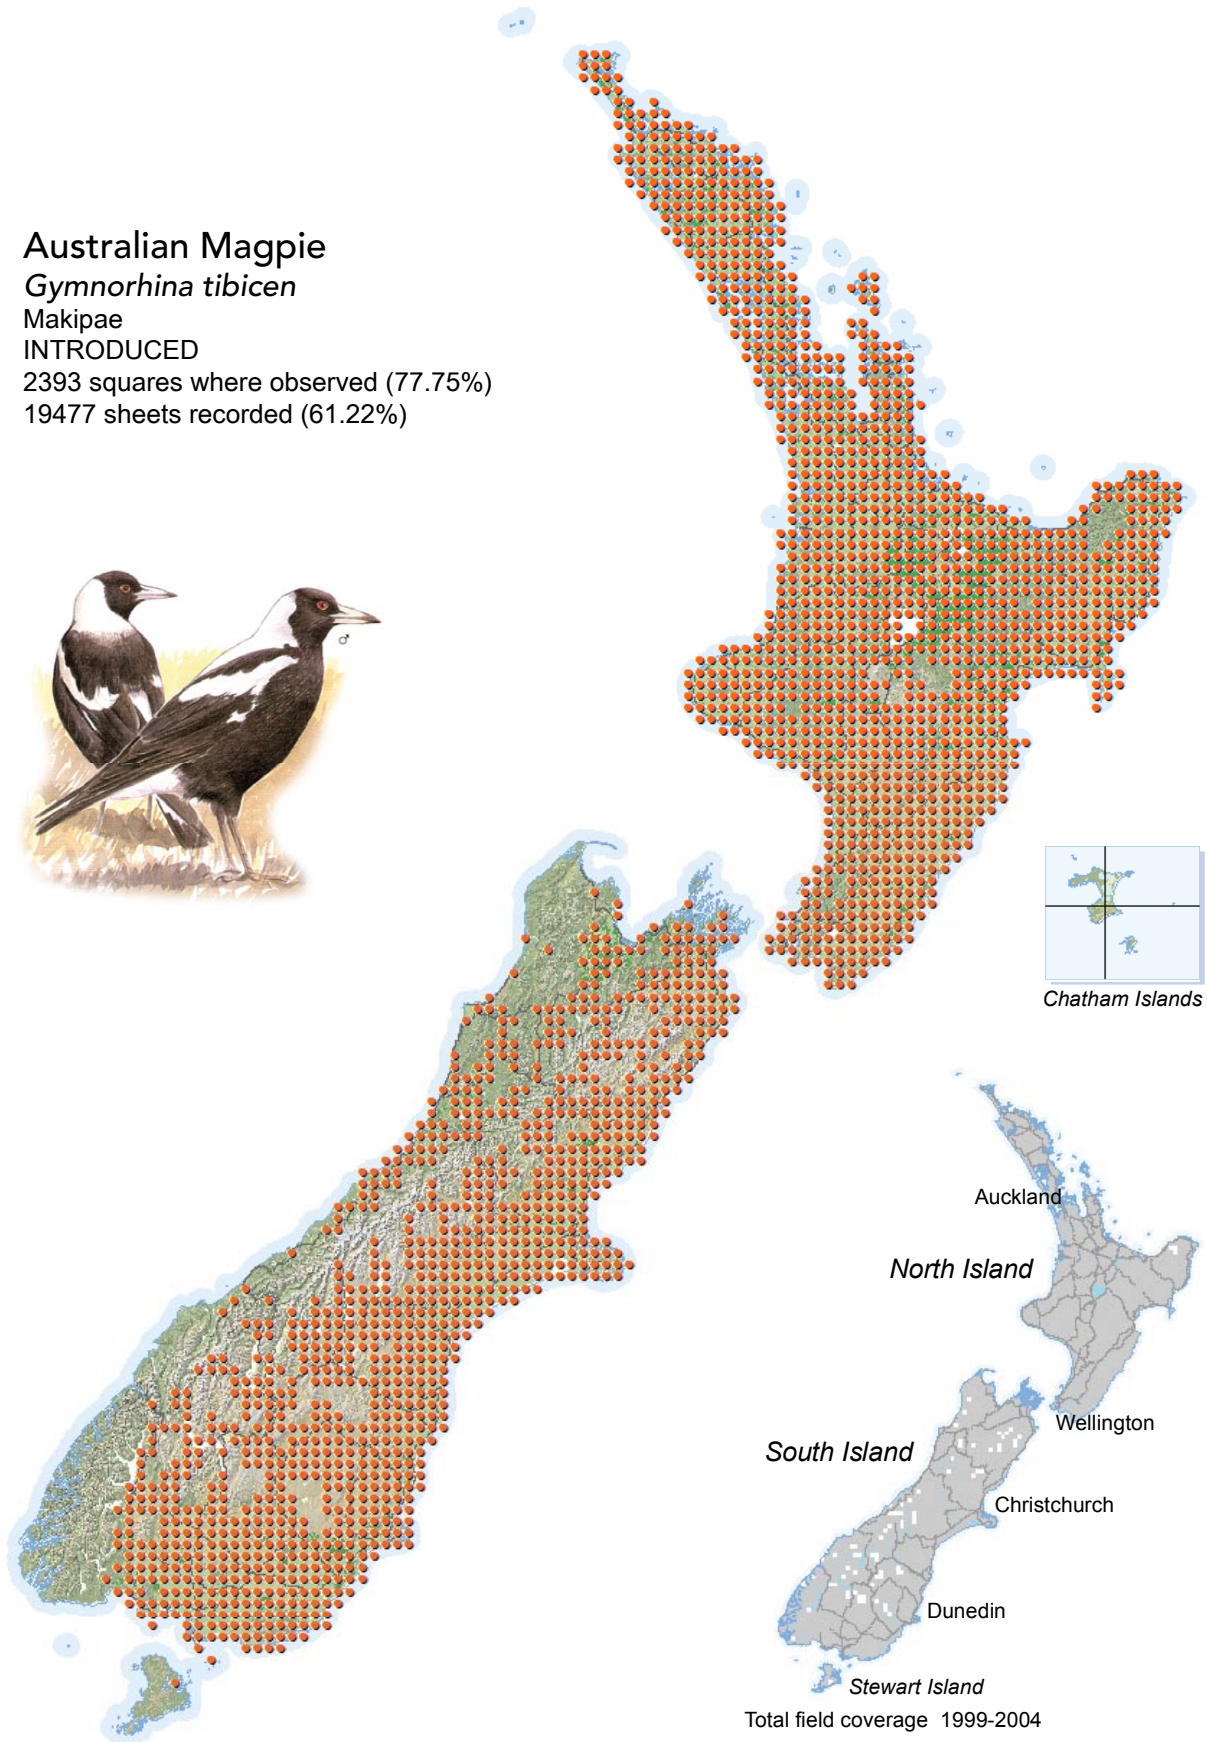 Australian Magpie
Gymnorhina tibicen
Makipae
INTRODUCED
2393 squares where observed (77.75%)
19477 sheets recorded (61.22%)
♂
Chatham Islands
Auckland
North Island
Wellington
South Island
Christchurch
Dunedin
Stewart Island
Total field coverage 1999-2004